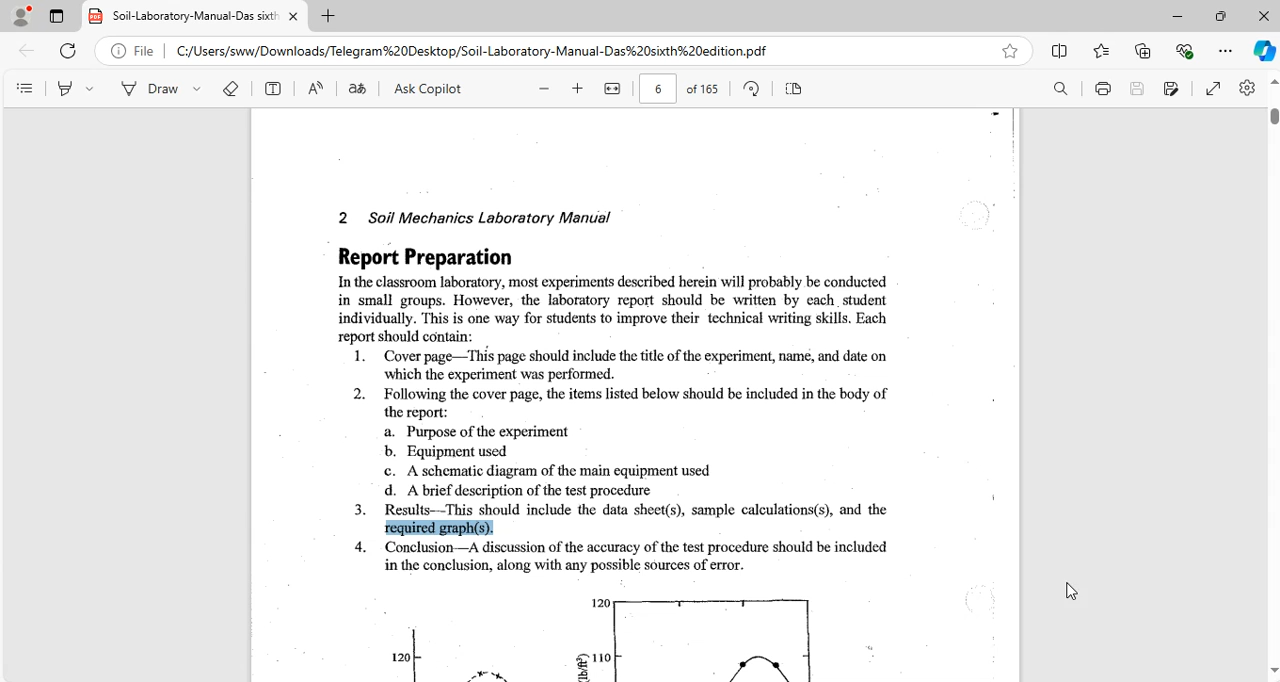 Soil-Laboratory-Manual-Das sixth
File
C:/Users/sww/Downloads/Telegram%20Desktop/Soil-Laboratory-Manual-Das%20sixth%20edition.pdf
Draw
Ask Copilot
6 of 165
2 Soil Mechanics Laboratory Manual
Report Preparation
In the classroom laboratory, most experiments described herein will probably be conducted
in small groups. However, the laboratory report should be written by each student
individually. This is one way for students to improve their technical writing skills. Each
report should contain:
1. Cover page—This page should include the title of the experiment, name, and date on
which the experiment was performed.
2. Following the cover page, the items listed below should be included in the body of
the report:
a. Purpose of the experiment
b. Equipment used
c. A schematic diagram of the main equipment used
d. A brief description of the test procedure
3. Results—This should include the data sheet(s), sample calculations(s), and the
required graph(s).
4. Conclusion—A discussion of the accuracy of the test procedure should be included
in the conclusion, along with any possible sources of error.
120
120
110
(lb/ft³)